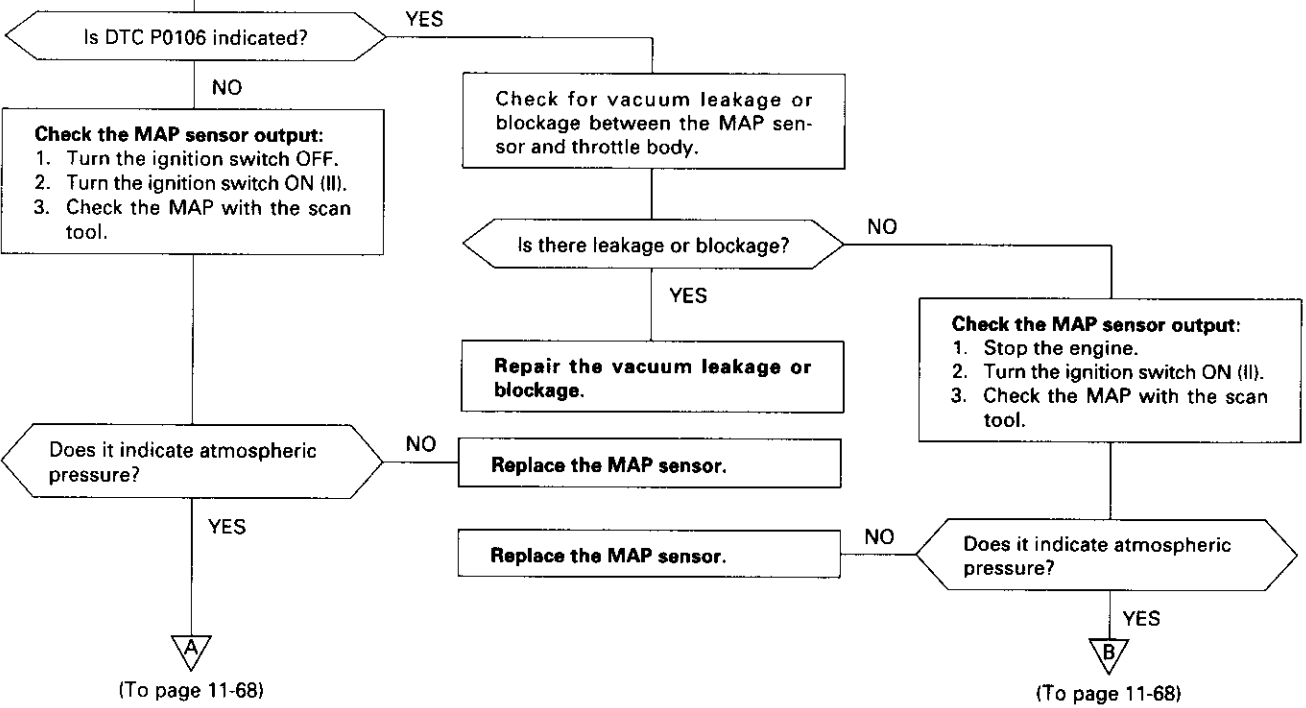 Is DTC P0106 indicated?
YES
NO
Check for vacuum leakage or
blockage between the MAP sen-
sor and throttle body.
Check the MAP sensor output:
1. Turn the ignition switch OFF.
2. Turn the ignition switch ON (II).
3. Check the MAP with the scan
tool.
Is there leakage or blockage?
NO
YES
Repair the vacuum leakage or
blockage.
Check the MAP sensor output:
1. Stop the engine.
2. Turn the ignition switch ON (II).
3. Check the MAP with the scan
tool.
Does it indicate atmospheric
pressure?
NO
Replace the MAP sensor.
YES
Replace the MAP sensor.
NO
Does it indicate atmospheric
pressure?
YES
A
(To page 11-68)
B
(To page 11-68)